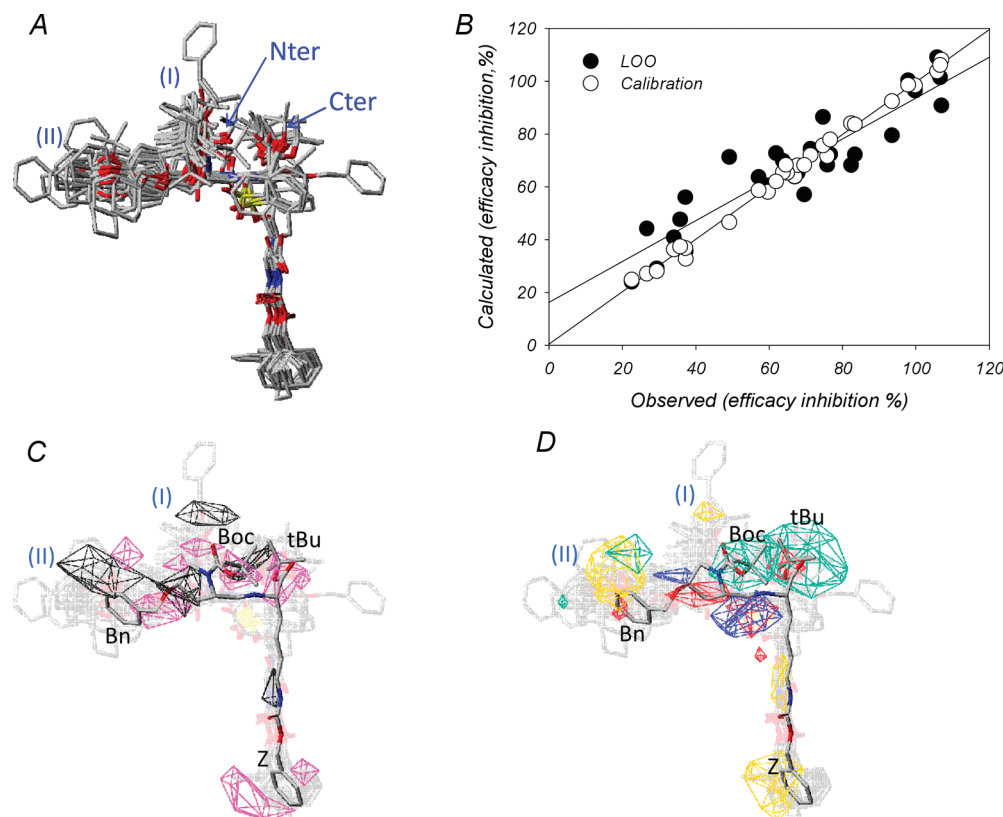 A
Nter
(I)
Cter
(II)
B
120
100
80
60
40
20
0
Calculated (efficacy inhibition,%)
LOO
Calibration
0 20 40 60 80 100 120
Observed (efficacy inhibition %)
C
(I)
Boc
tBu
(II)
Bn
Z
D
(I)
tBu
Boc
(II)
Bn
Z